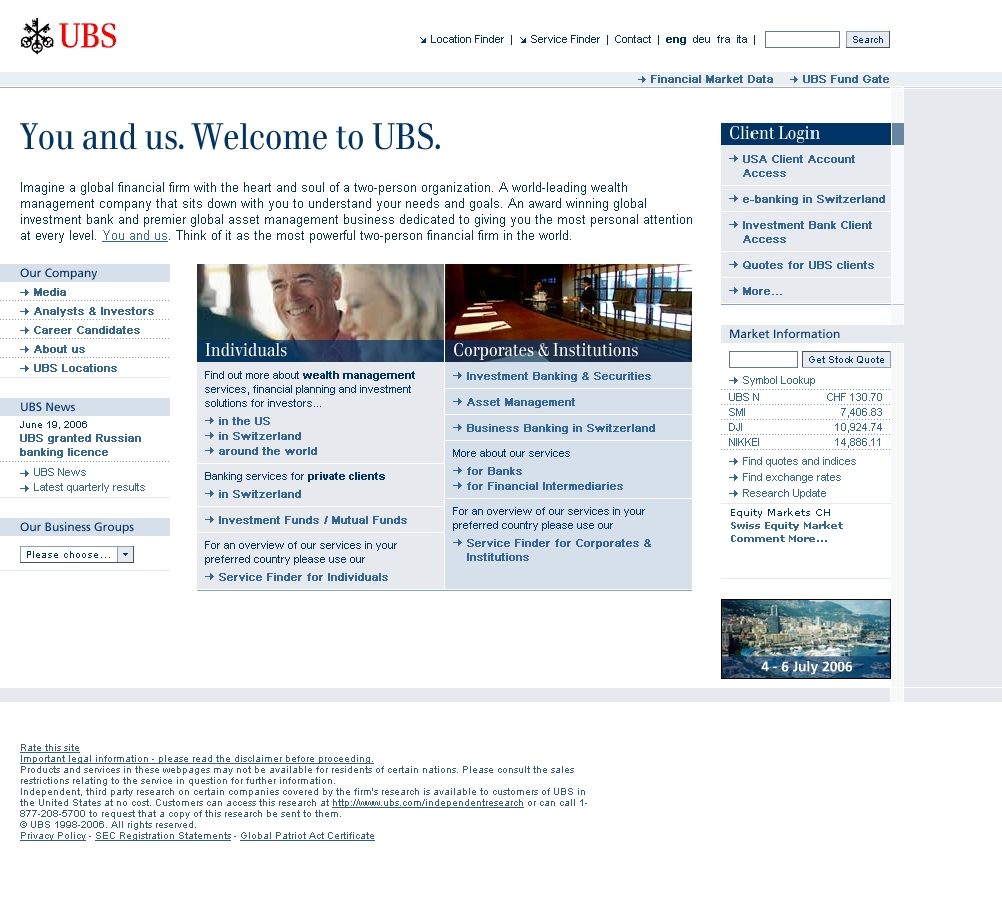 UBS
Location Finder | Service Finder | Contact | eng deu fra ita | Search
Financial Market Data UBS Fund Gate
You and us. Welcome to UBS.
Imagine a global financial firm with the heart and soul of a two-person organization. A world-leading wealth
management company that sits down with you to understand your needs and goals. An award winning global
investment bank and premier global asset management business dedicated to giving you the most personal attention
at every level. You and us. Think of it as the most powerful two-person financial firm in the world.
Our Company
Media
Analysts & Investors
Career Candidates
About us
UBS Locations
UBS News
June 19, 2006
UBS granted Russian
banking licence
UBS News
Latest quarterly results
Our Business Groups
Please choose...
Individuals
Find out more about wealth management
services, financial planning and investment
solutions for investors...
in the US
in Switzerland
around the world
Banking services for private clients
in Switzerland
Investment Funds / Mutual Funds
For an overview of our services in your
preferred country please use our
Service Finder for Individuals
Corporates & Institutions
Investment Banking & Securities
Asset Management
Business Banking in Switzerland
More about our services
for Banks
for Financial Intermediaries
For an overview of our services in your
preferred country please use our
Service Finder for Corporates &
Institutions
Client Login
USA Client Account
Access
e-banking in Switzerland
Investment Bank Client
Access
Quotes for UBS clients
More...
Market Information
Get Stock Quote
Symbol Lookup
UBS N CHF 130.70
SMI 7,406.83
DJI 10,924.74
NIKKEI 14,886.11
Find quotes and indices
Find exchange rates
Research Update
Equity Markets CH
Swiss Equity Market
Comment More...
4 - 6 July 2006
Rate this site
Important legal information - please read the disclaimer before proceeding.
Products and services in these webpages may not be available for residents of certain nations. Please consult the sales
restrictions relating to the service in question for further information.
Independent, third party research on certain companies covered by the firm's research is available to customers of UBS in
the United States at no cost. Customers can access this research at http://www.ubs.com/independentresearch or can call 1-
877-208-5700 to request that a copy of this research be sent to them.
© UBS 1998-2006. All rights reserved.
Privacy Policy - SEC Registration Statements - Global Patriot Act Certificate